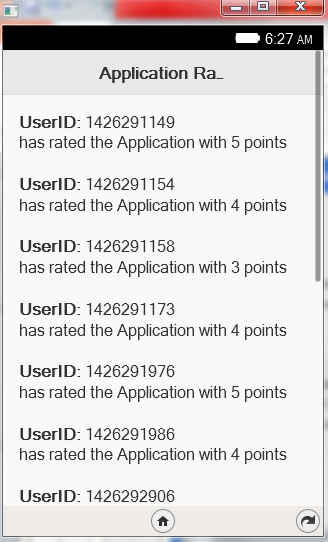 6:27 AM
Application Ra…
UserID: 1426291149
has rated the Application with 5 points
UserID: 1426291154
has rated the Application with 4 points
UserID: 1426291158
has rated the Application with 3 points
UserID: 1426291173
has rated the Application with 4 points
UserID: 1426291976
has rated the Application with 5 points
UserID: 1426291986
has rated the Application with 4 points
UserID: 1426292906